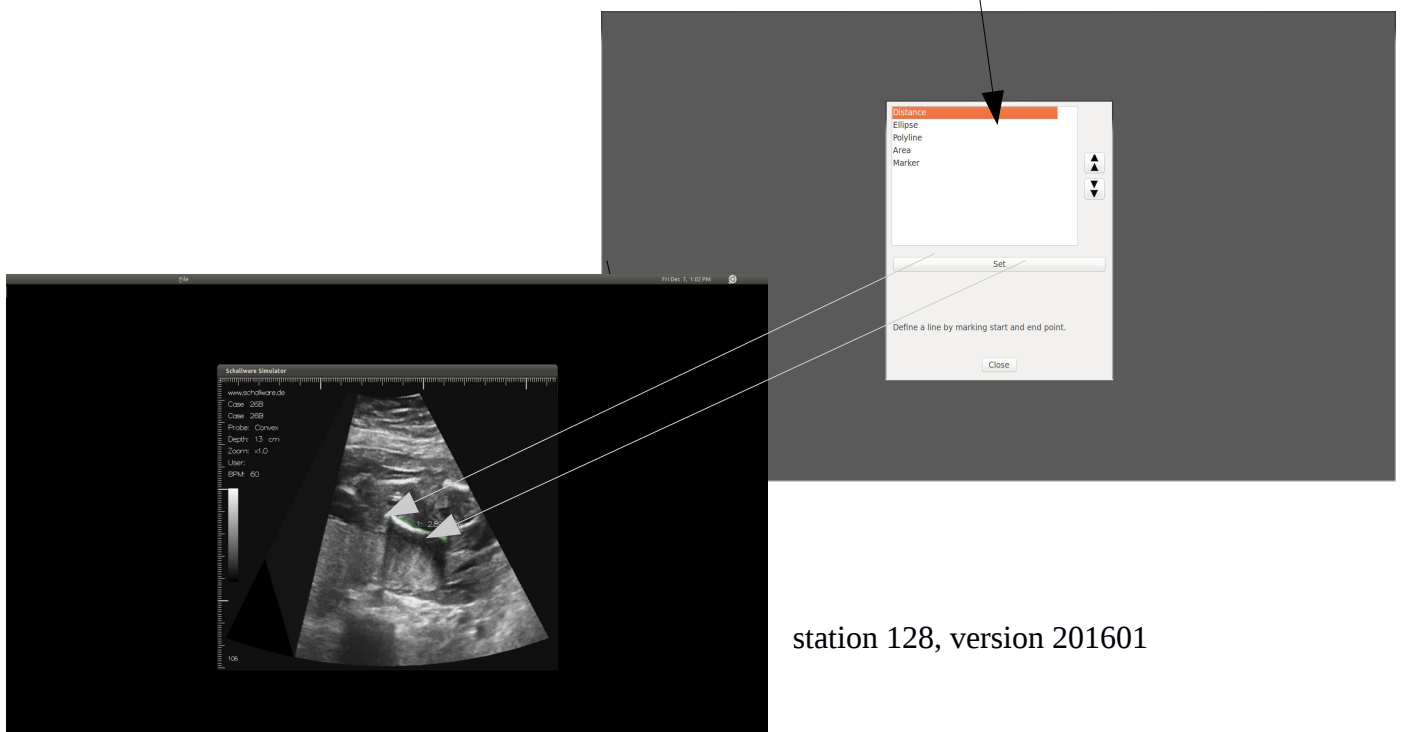 Distance
Ellipse
Polyline
Area
Marker
Set
Define a line by marking start and end point.
Close
File
Fri Dec 7, 1:02 PM
Schallware Simulator
www.schallware.de
Case 26B
Case 26B
Probe: Convex
Depth: 13 cm
Zoom: x1.0
User:
BPM: 60
1:
106
station 128, version 201601